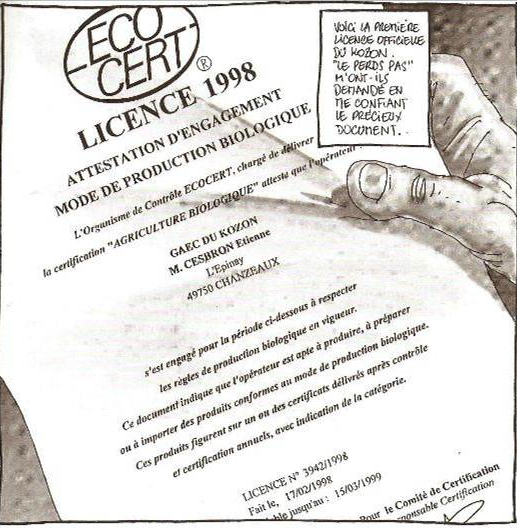 ECO
CERT
®
LICENCE 1998
ATTESTATION D'ENGAGEMENT
MODE DE PRODUCTION BIOLOGIQUE
L'Organisme de Contrôle ECOCERT, chargé de délivrer
la certification "AGRICULTURE BIOLOGIQUE" atteste que l'opérateur
GAEC DU KOZON
M. CESBRON Etienne
L'Epinay
49750 CHANZEAUX
s'est engagé pour la période ci-dessous à respecter
les règles de production biologique en vigueur.
Ce document indique que l'opérateur est apte à produire, à préparer
ou à importer des produits conformes au mode de production biologique.
Ces produits figurent sur un ou des certificats délivrés après contrôle
et certification annuels, avec indication de la catégorie.
LICENCE N° 3942/1998
Fait le, 17/02/1998
jusqu'au : 15/03/1999
Pour le Comité de Certification
Certification
VOICI LA PREMIÈRE
LICENCE OFFICIELLE
DU KOZON.
"LE PERDS PAS"
M'ONT-ILS
DEMANDÉ EN
ME CONFIANT
LE PRÉCIEUX
DOCUMENT...